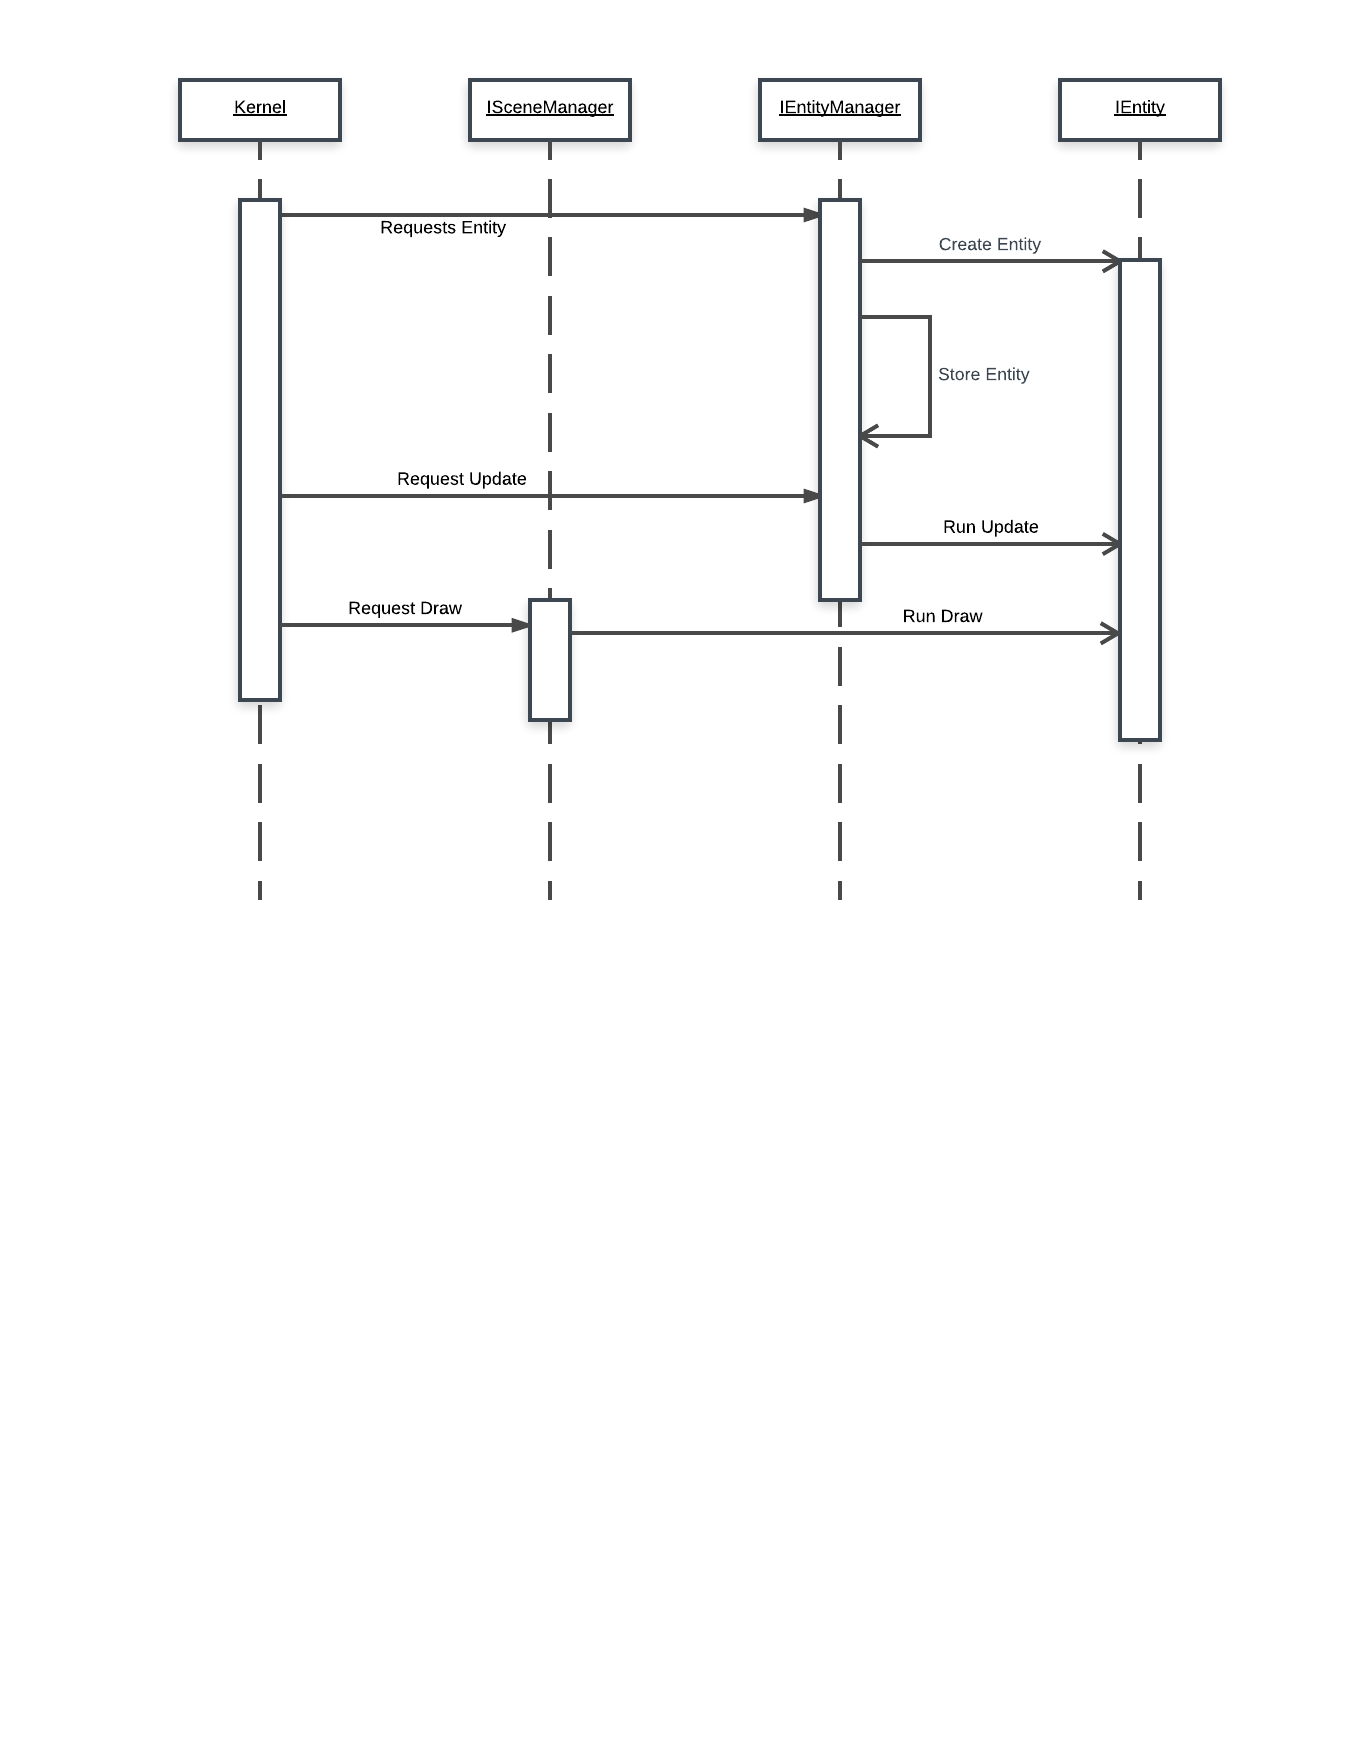 Kernel
ISceneManager
IEntityManager
IEntity
Requests Entity
Create Entity
Store Entity
Request Update
Run Update
Request Draw
Run Draw